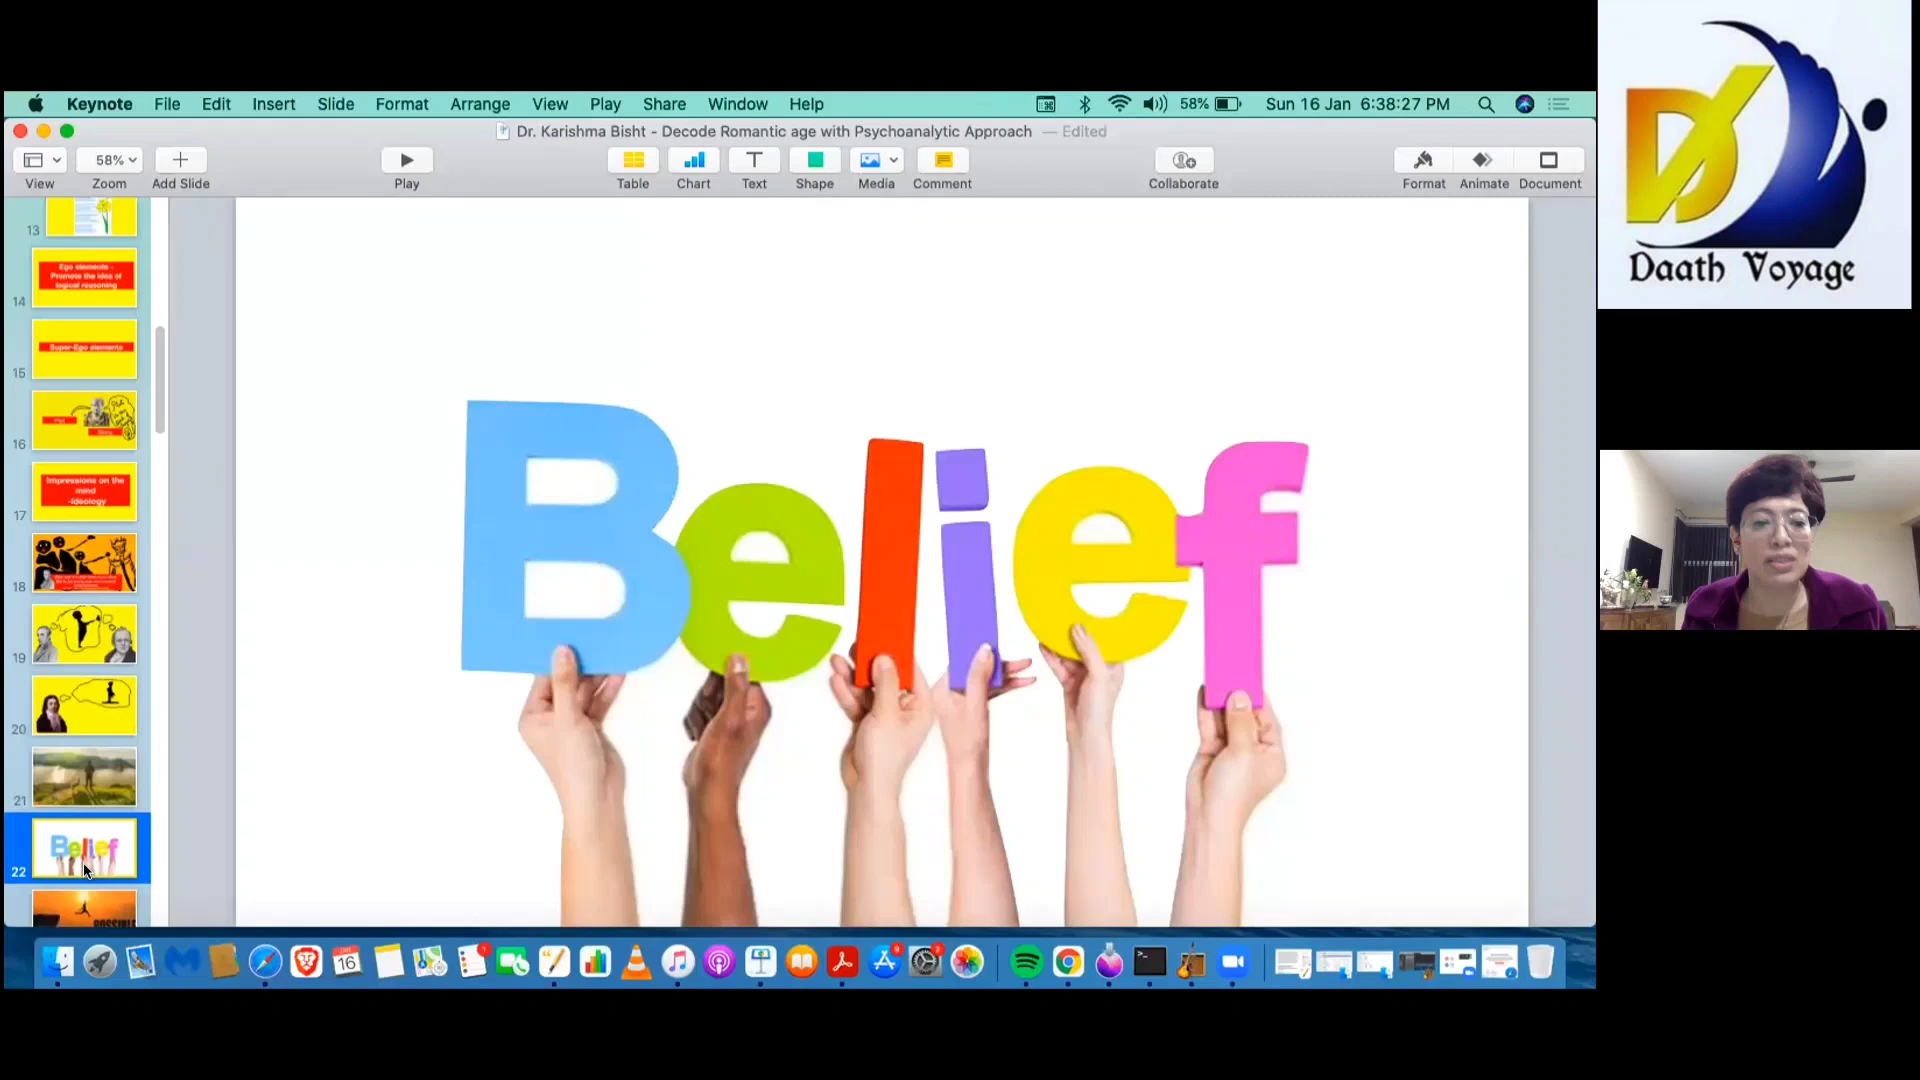 Keynote File Edit Insert Slide Format Arrange View Play Share Window Help 58% Sun 16 Jan 6:38:27 PM
Dr. Karishma Bisht - Decode Romantic age with Psychoanalytic Approach — Edited
58%
View Zoom Add Slide Play Table Chart Text Shape Media Comment Collaborate Format Animate Document
13
Ego elements -
Promote the idea of
logical reasoning
14
Super-Ego elements
15
16
Impressions on the
mind
-Ideology
17
18
19
20
21
Belief
22
POSSIBLE
Belief
16
Daath Voyage